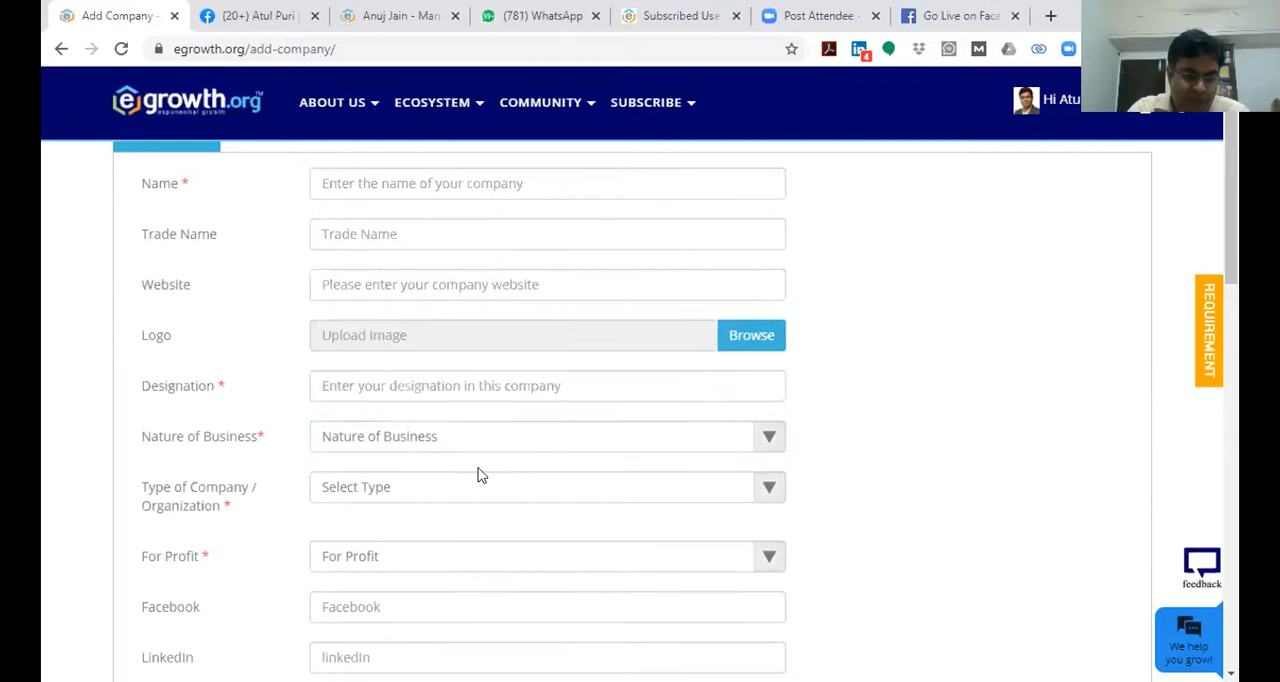 Add Company -
(20+) Atul Puri |
Anuj Jain - Man
(781) WhatsApp
Subscribed Use
Post Attendee -
Go Live on Face
egrowth.org/add-company/
4
egrowth.org™
exponential growth
ABOUT US
ECOSYSTEM
COMMUNITY
SUBSCRIBE
Hi Atu
Name *
Enter the name of your company
Trade Name
Trade Name
Website
Please enter your company website
Logo
Upload Image
Browse
Designation *
Enter your designation in this company
Nature of Business*
Nature of Business
Type of Company /
Organization *
Select Type
For Profit *
For Profit
Facebook
Facebook
LinkedIn
linkedIn
REQUIREMENT
feedback
We help
you grow!